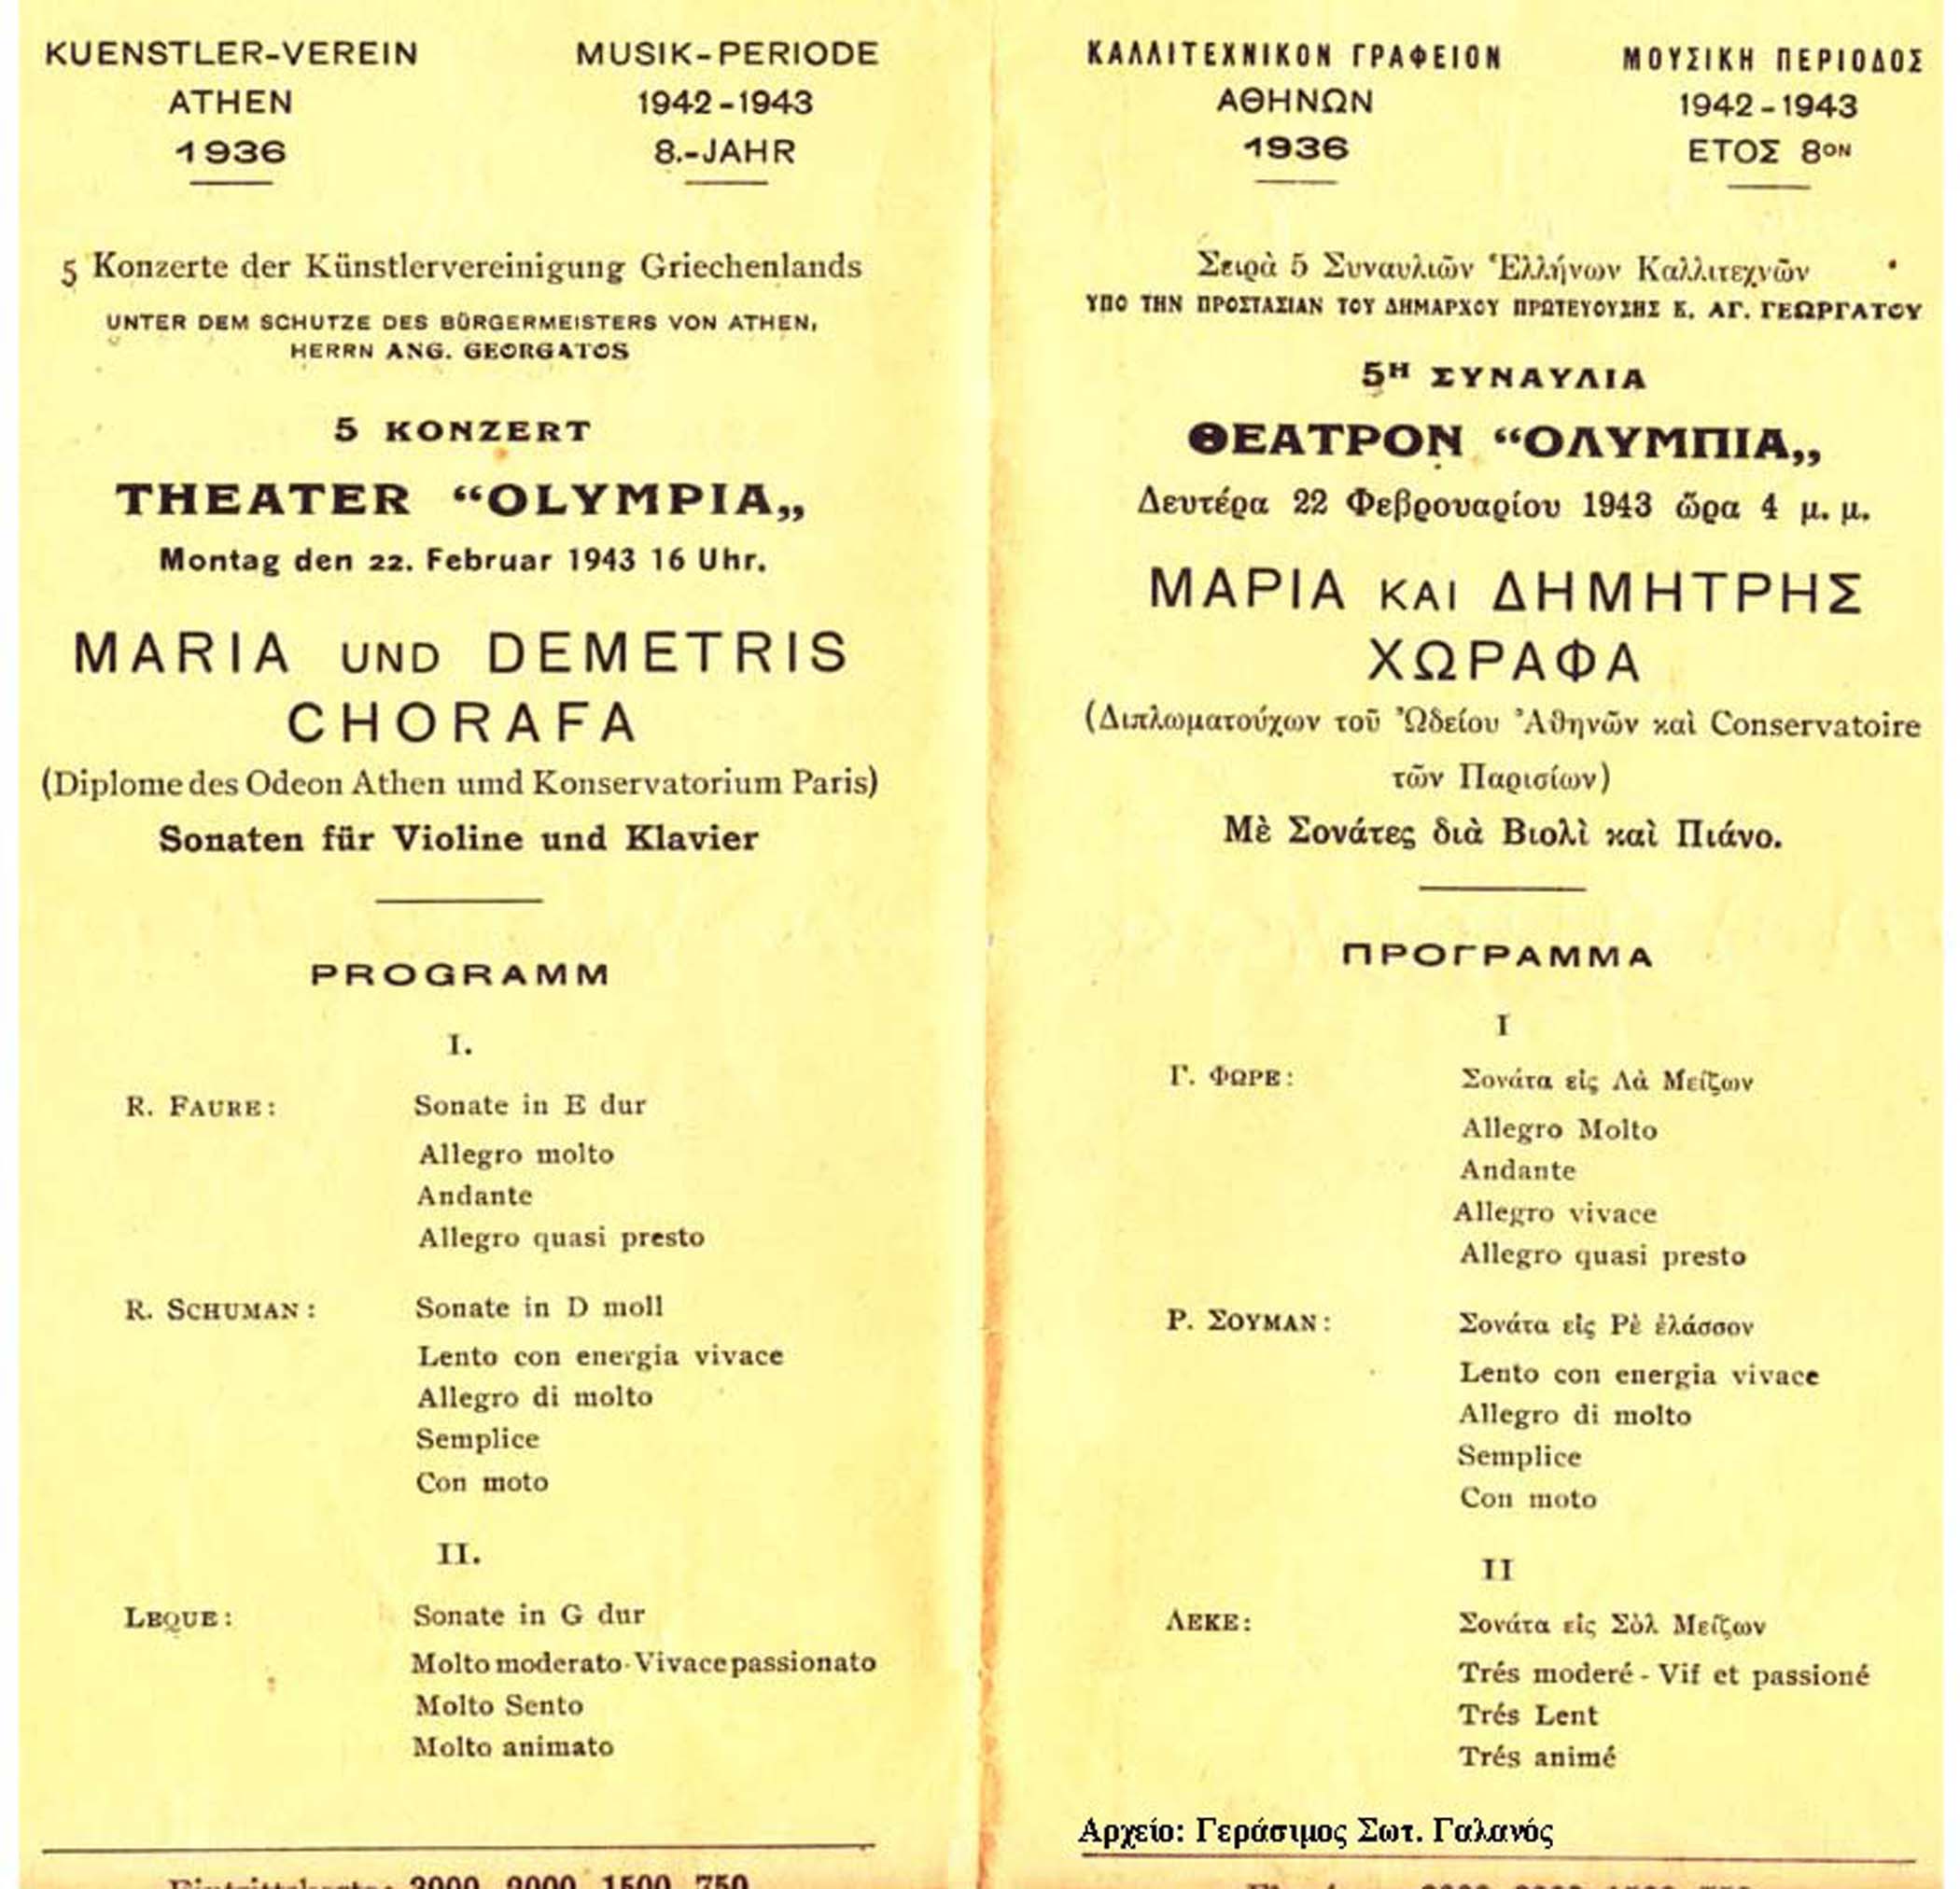 KUENSTLER-VEREIN
ATHEN
1936
MUSIK-PERIODE
1942-1943
8.-JAHR
5 Konzerte der Künstlervereinigung Griechenlands
UNTER DEM SCHUTZE DES BÜRGERMEISTERS VON ATHEN,
HERRN ANG. GEORGATOS
5 KONZERT
THEATER “OLYMPIA„
Montag den 22. Februar 1943 16 Uhr.
MARIA UND DEMETRIS
CHORAFA
(Diplome des Odeon Athen umd Konservatorium Paris)
Sonaten für Violine und Klavier
PROGRAMM
I.
R. FAURE: Sonate in E dur
Allegro molto
Andante
Allegro quasi presto
R. SCHUMAN: Sonate in D moll
Lento con energia vivace
Allegro di molto
Semplice
Con moto
II.
LEQUE: Sonate in G dur
Molto moderato-Vivace passionato
Molto Sento
Molto animato
Eintrittskarte: 3000 2000 1500 750
ΚΑΛΛΙΤΕΧΝΙΚΟΝ ΓΡΑΦΕΙΟΝ
ΑΘΗΝΩΝ
1936
ΜΟΥΣΙΚΗ ΠΕΡΙΟΔΟΣ
1942-1943
ΕΤΟΣ 8ΟΝ
Σειρὰ 5 Συναυλιῶν Ἑλλήνων Καλλιτεχνῶν
ΥΠΟ ΤΗΝ ΠΡΟΣΤΑΣΙΑΝ ΤΟΥ ΔΗΜΑΡΧΟΥ ΠΡΩΤΕΥΟΥΣΗΣ Κ. ΑΓ. ΓΕΩΡΓΑΤΟΥ
5Η ΣΥΝΑΥΛΙΑ
ΘΕΑΤΡΟΝ “ΟΛΥΜΠΙΑ„
Δευτέρα 22 Φεβρουαρίου 1943 ὥρα 4 μ. μ.
ΜΑΡΙΑ ΚΑΙ ΔΗΜΗΤΡΗΣ
ΧΩΡΑΦΑ
(Διπλωματούχων τοῦ Ὠδείου Ἀθηνῶν καὶ Conservatoire
τῶν Παρισίων)
Μὲ Σονάτες διὰ Βιολὶ καὶ Πιάνο.
ΠΡΟΓΡΑΜΜΑ
I
Γ. ΦΩΡΕ: Σονάτα εἰς Λὰ Μείζων
Allegro Molto
Andante
Allegro vivace
Allegro quasi presto
Ρ. ΣΟΥΜΑΝ: Σονάτα εἰς Ρὲ ἐλάσσον
Lento con energia vivace
Allegro di molto
Semplice
Con moto
II
ΛΕΚΕ: Σονάτα εἰς Σὸλ Μείζων
Trés moderé - Vif et passioné
Trés Lent
Trés animé
Αρχείο: Γεράσιμος Σωτ. Γαλανός